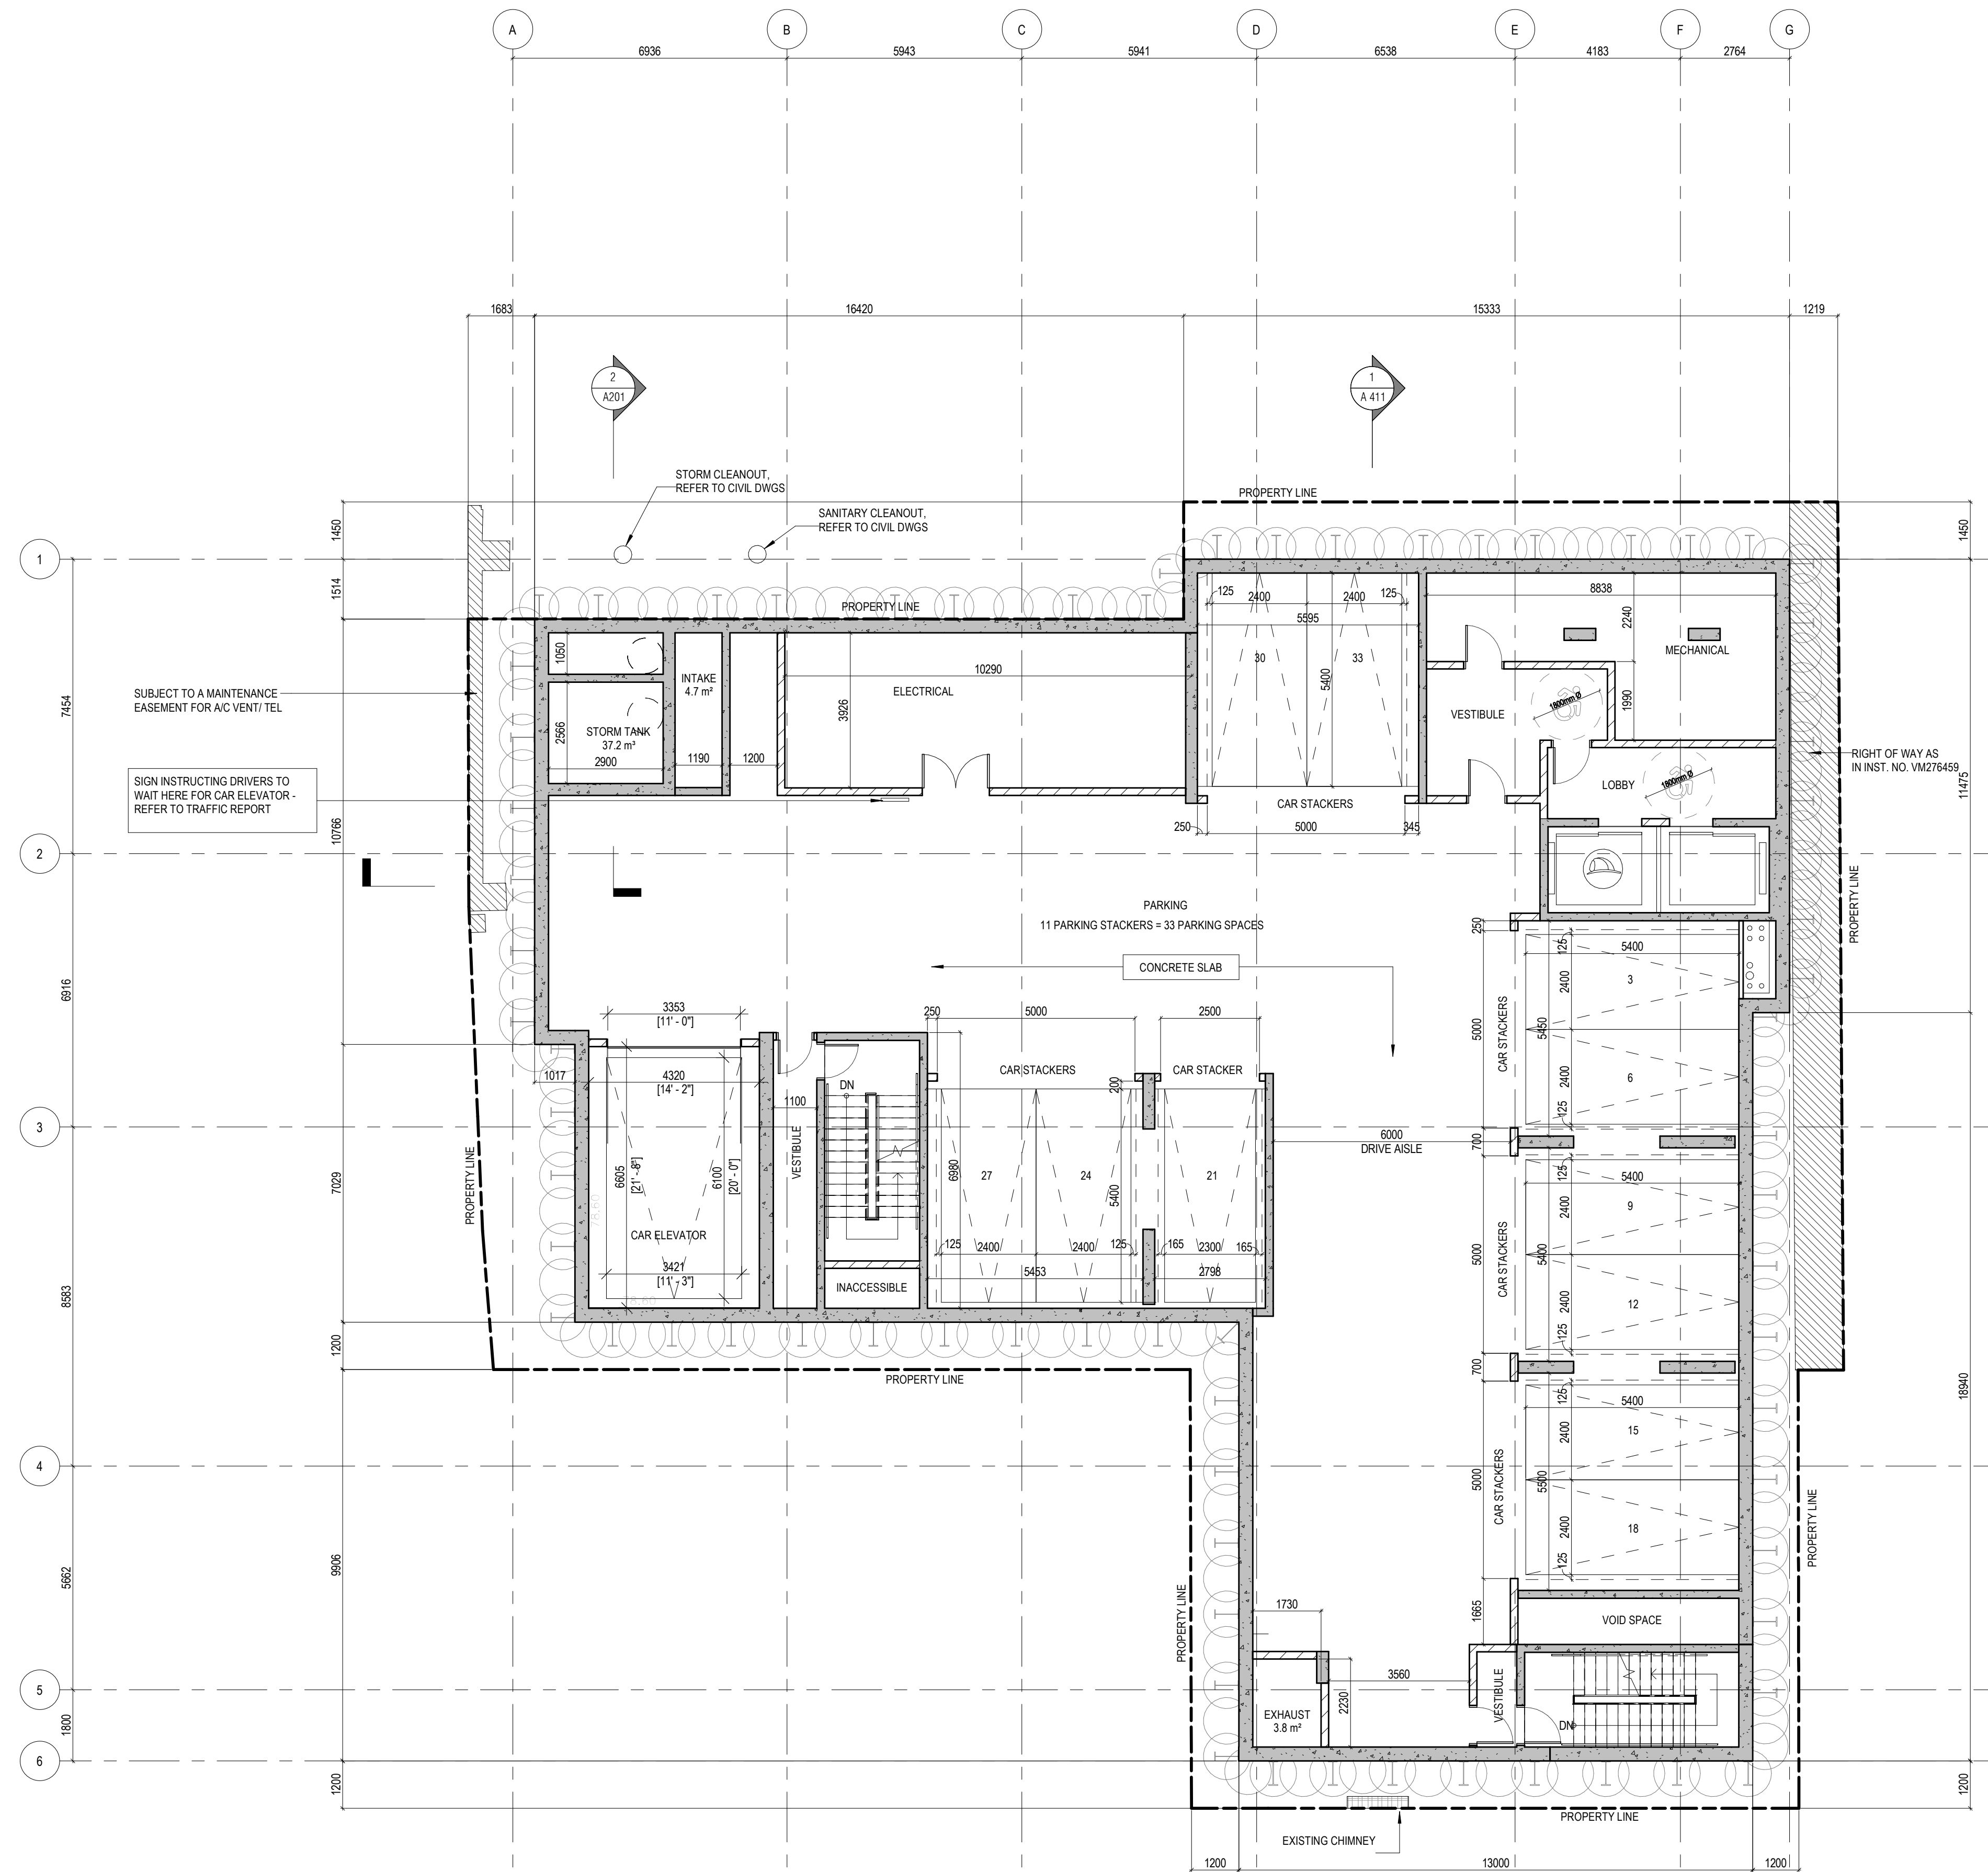 A
B
C
D
E
F
G
6936
5943
5941
6538
4183
2764
1683
16420
15333
1219
2
A201
1
A 411
STORM CLEANOUT,
REFER TO CIVIL DWGS
SANITARY CLEANOUT,
REFER TO CIVIL DWGS
PROPERTY LINE
PROPERTY LINE
1450
1514
1450
1
7454
SUBJECT TO A MAINTENANCE
EASEMENT FOR A/C VENT/ TEL
SIGN INSTRUCTING DRIVERS TO
WAIT HERE FOR CAR ELEVATOR -
REFER TO TRAFFIC REPORT
10766
1050
2566
STORM TANK
37.2 m³
2900
INTAKE
4.7 m²
1190
1200
10290
ELECTRICAL
3926
125
2400
2400
125
5595
30
33
5400
CAR STACKERS
250
5000
345
8838
2240
MECHANICAL
1990
VESTIBULE
1800mm Ø
LOBBY
1800mm Ø
RIGHT OF WAY AS
IN INST. NO. VM276459
11475
2
PROPERTY LINE
PARKING
11 PARKING STACKERS = 33 PARKING SPACES
CONCRETE SLAB
6916
3353
[11' - 0"]
1017
4320
[14' - 2"]
6605
[21' - 8"]
6100
[20' - 0"]
78.60
CAR ELEVATOR
3421
[11' - 3"]
78.60
1100
VESTIBULE
DN
INACCESSIBLE
250
5000
2500
CAR STACKERS
CAR STACKER
200
6980
27
24
5400
21
125
2400
2400
125
5453
165
2300
165
2798
6000
DRIVE AISLE
250
5000
CAR STACKERS
5450
125
2400
5400
3
2400
6
125
700
3
7029
PROPERTY LINE
8583
1200
PROPERTY LINE
125
5400
2400
9
5000
CAR STACKERS
5400
2400
12
125
700
125
5400
2400
15
5000
CAR STACKERS
5500
2400
18
125
18940
4
5662
9906
PROPERTY LINE
PROPERTY LINE
1665
VOID SPACE
1730
EXHAUST
3.8 m²
2230
3560
VESTIBULE
DN
5
1800
6
1200
1200
PROPERTY LINE
EXISTING CHIMNEY
1200
13000
1200